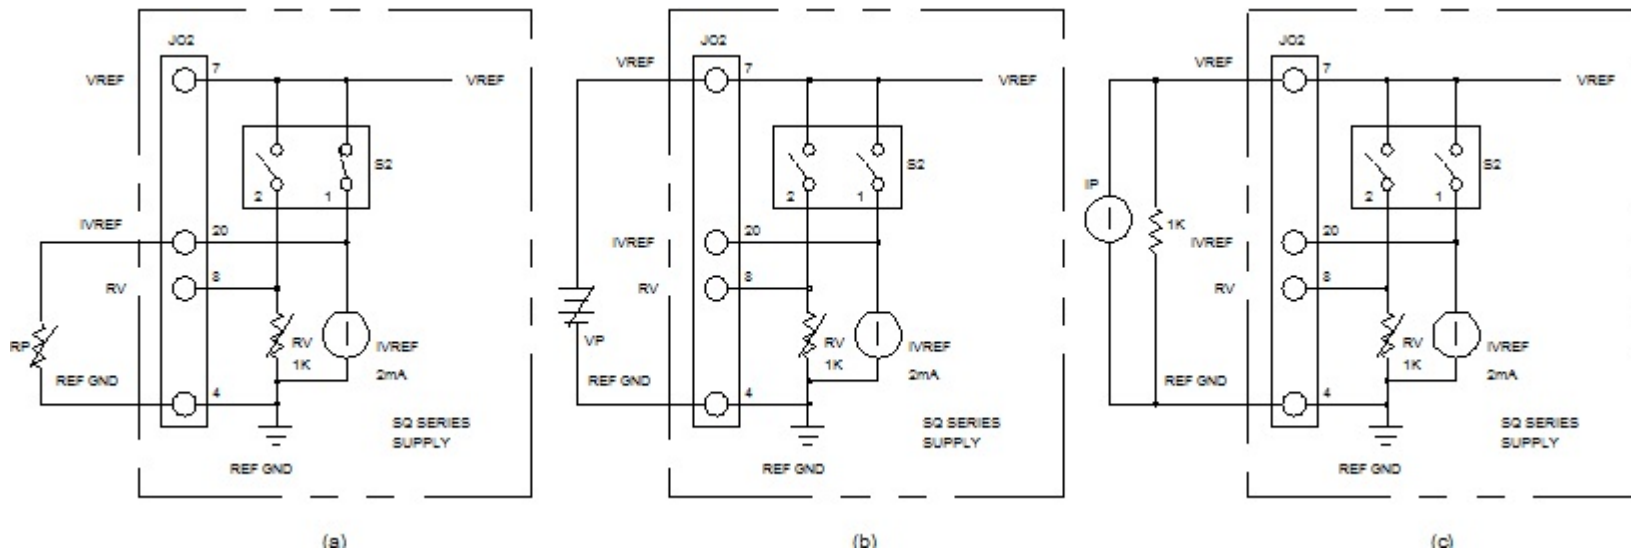 JO2
7
VREF
VREF
S2
2
1
IVREF
20
RV
8
RP
RV
1K
IVREF
2mA
REF GND
4
SQ SERIES
SUPPLY
REF GND
(a)
JO2
VREF
7
VREF
S2
2
1
IVREF
20
RV
8
VP
RV
1K
IVREF
2mA
REF GND
4
SQ SERIES
SUPPLY
REF GND
(b)
JO2
VREF
7
VREF
S2
2
1
IP
1K
IVREF
20
RV
8
RV
1K
IVREF
2mA
REF GND
4
SQ SERIES
SUPPLY
REF GND
(c)